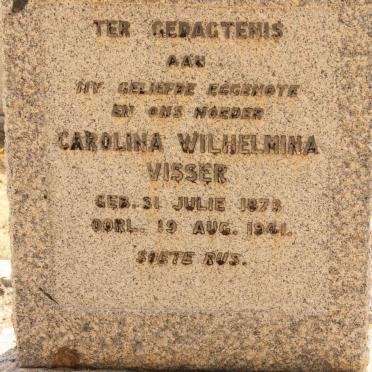 TER GEDAGTENIS
AAN
MY GELIEFDE EGGENOTE
EN ONS MOEDER
CAROLINA WILHELMINA
VISSER
GEB. 31 JULIE 1879
OORL. 19 AUG. 1941.
SOETE RUS.